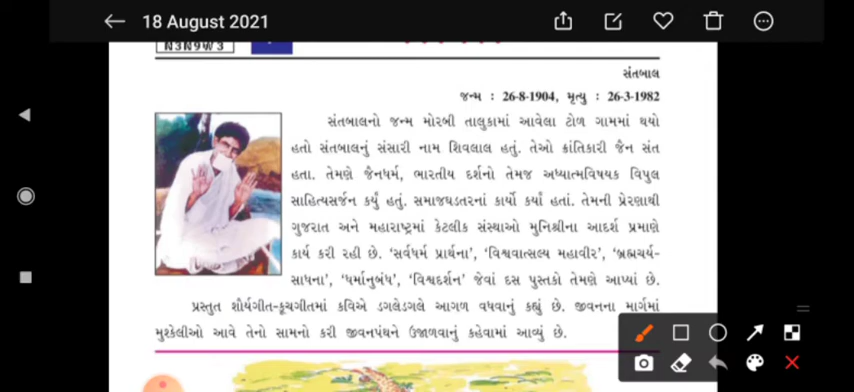 18 August 2021
N3N9W3
સંતબાલ
જન્મ : 26-8-1904, મૃત્યુ : 26-3-1982
સંતબાલનો જન્મ મોરબી તાલુકામાં આવેલા ટોળ ગામમાં થયો
હતો સંતબાલનું સંસારી નામ શિવલાલ હતું. તેઓ ક્રાંતિકારી જૈન સંત
હતા. તેમણે જૈનધર્મ, ભારતીય દર્શનો તેમજ અધ્યાત્મવિષયક વિપુલ
સાહિત્યસર્જન કર્યું હતું. સમાજઘડતરનાં કાર્યો કર્યાં હતાં. તેમની પ્રેરણાથી
ગુજરાત અને મહારાષ્ટ્રમાં કેટલીક સંસ્થાઓ મુનિશ્રીના આદર્શ પ્રમાણે
કાર્ય કરી રહી છે. ‘સર્વધર્મ પ્રાર્થના’, ‘વિશ્વવાત્સલ્ય મહાવીર’, ‘બ્રહ્મચર્ય-
સાધના’, ‘ધર્માનુબંધ’, ‘વિશ્વદર્શન’ જેવાં દસ પુસ્તકો તેમણે આપ્યાં છે.
પ્રસ્તુત શૌર્યગીત-કૂચગીતમાં કવિએ ડગલેડગલે આગળ વધવાનું કહ્યું છે. જીવનના માર્ગમાં
મુશ્કેલીઓ આવે તેનો સામનો કરી જીવનપંથને ઉજાળવાનું કહેવામાં આવ્યું છે.